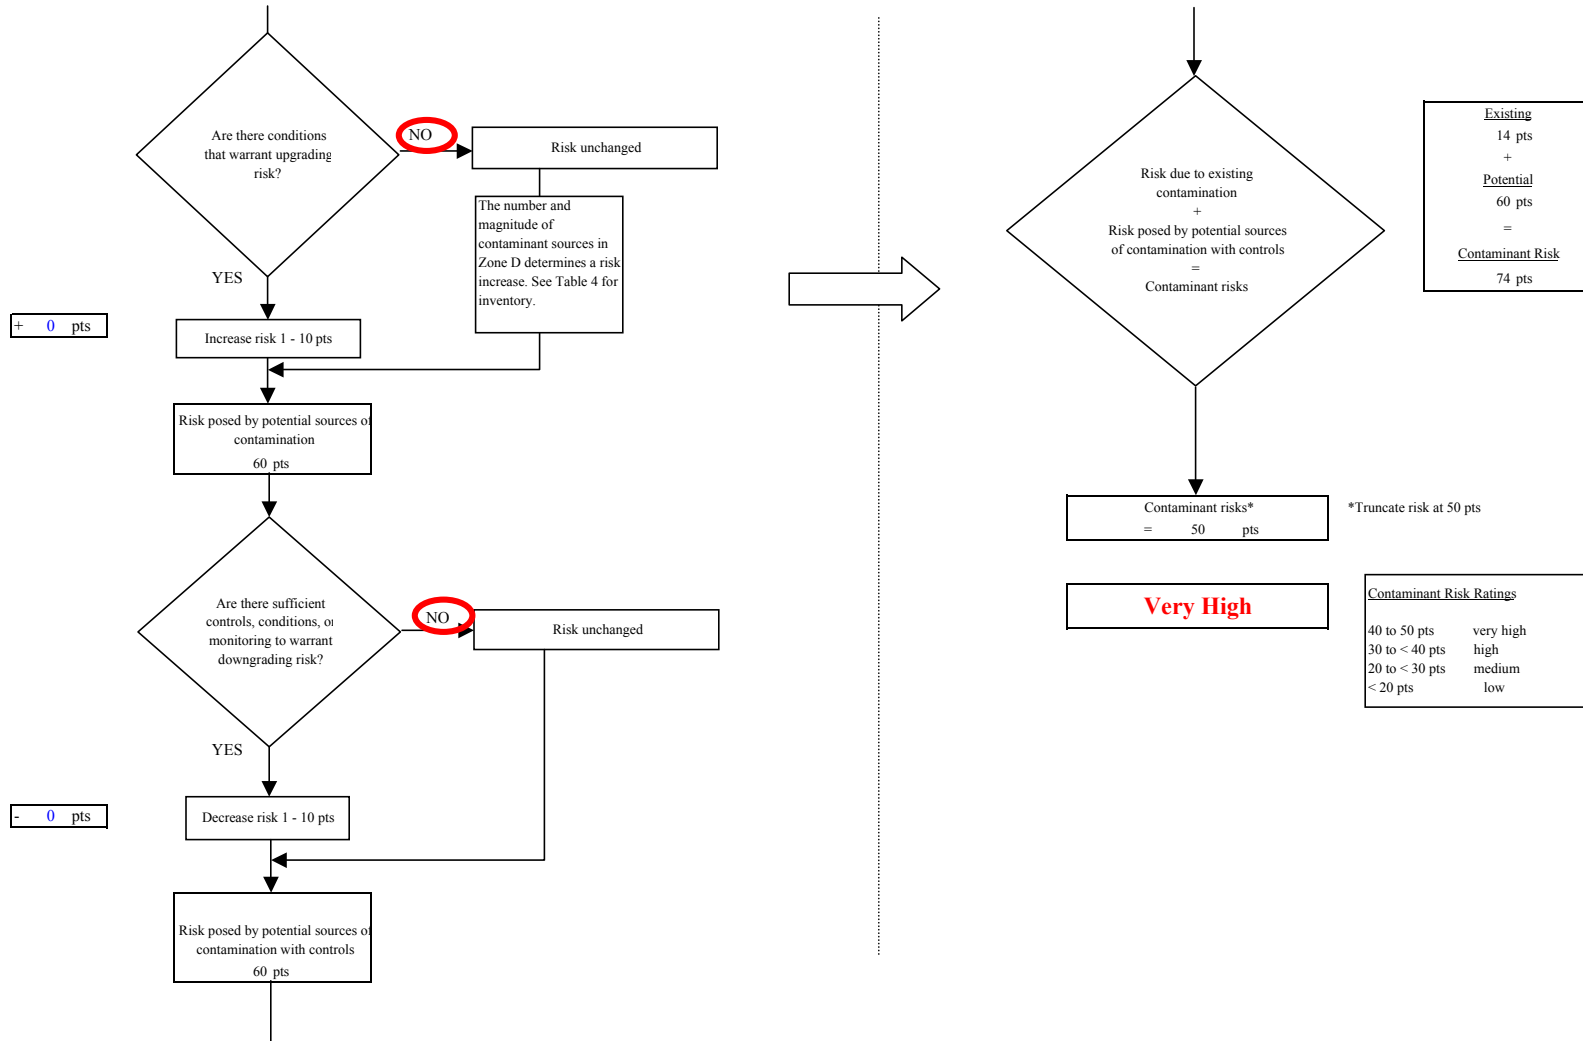 Are there conditions
that warrant upgrading
risk?
NO
Risk unchanged
The number and
magnitude of
contaminant sources in
Zone D determines a risk
increase. See Table 4 for
inventory.
YES
+ 0 pts
Increase risk 1 - 10 pts
Risk posed by potential sources of
contamination
60 pts
Are there sufficient
controls, conditions, or
monitoring to warrant
downgrading risk?
NO
Risk unchanged
YES
- 0 pts
Decrease risk 1 - 10 pts
Risk posed by potential sources of
contamination with controls
60 pts
Risk due to existing
contamination
+
Risk posed by potential sources
of contamination with controls
=
Contaminant risks
Existing
14 pts
+
Potential
60 pts
=
Contaminant Risk
74 pts
Contaminant risks*
= 50 pts
*Truncate risk at 50 pts
Very High
Contaminant Risk Ratings
40 to 50 pts very high
30 to < 40 pts high
20 to < 30 pts medium
< 20 pts low